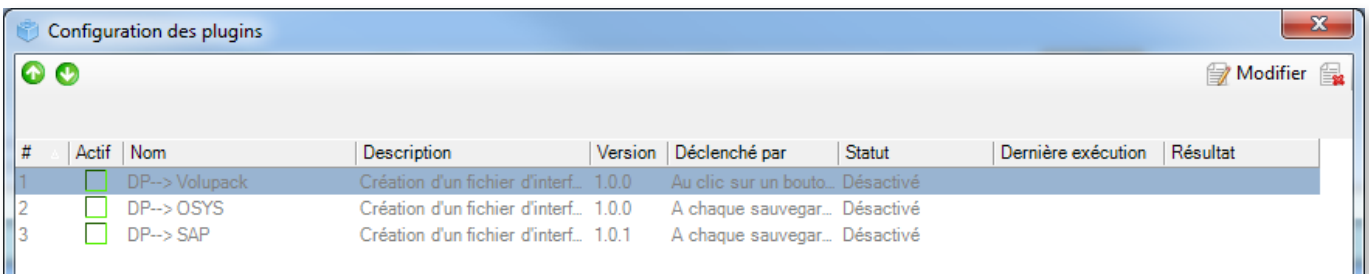 Configuration des plugins
Modifier
# Actif Nom Description Version Déclenché par Statut Dernière exécution Résultat
1 DP--> Volupack Création d'un fichier d'interf... 1.0.0 Au clic sur un bouto... Désactivé
2 DP--> OSYS Création d'un fichier d'interf... 1.0.0 A chaque sauvegar... Désactivé
3 DP--> SAP Création d'un fichier d'interf... 1.0.1 A chaque sauvegar... Désactivé